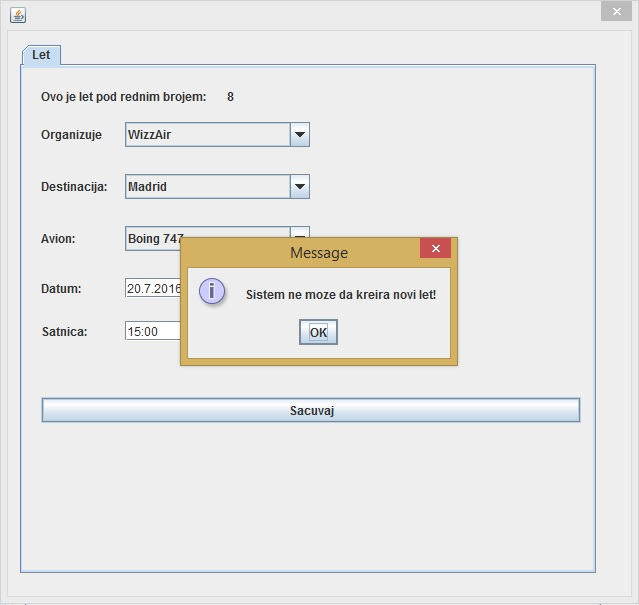 Let
Ovo je let pod rednim brojem: 8
Organizuje WizzAir
Destinacija: Madrid
Avion: Boing 747
Message
Datum: 20.7.2016
Sistem ne moze da kreira novi let!
Satnica: 15:00
OK
Sacuvaj